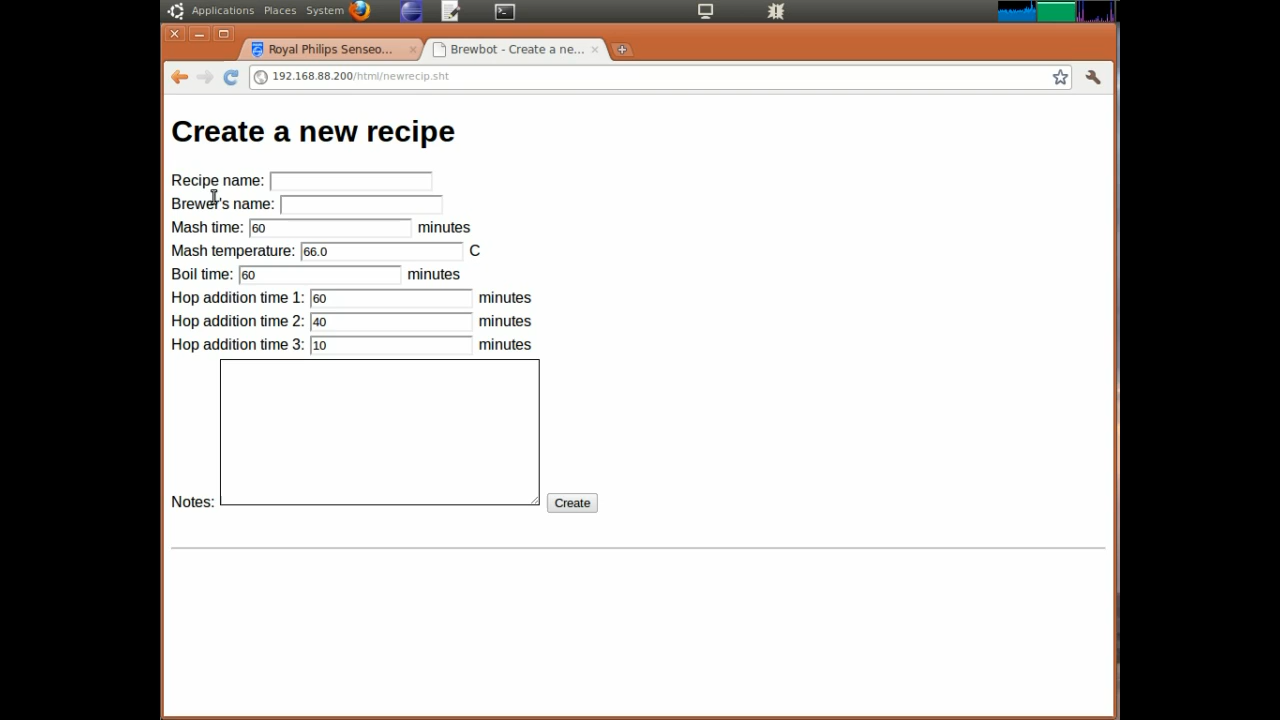 Applications Places System
Royal Philips Senseo... Brewbot - Create a ne...
192.168.88.200/html/newrecip.sht
Create a new recipe
Recipe name:
Brewer's name:
Mash time: 60 minutes
Mash temperature: 66.0 C
Boil time: 60 minutes
Hop addition time 1: 60 minutes
Hop addition time 2: 40 minutes
Hop addition time 3: 10 minutes
Notes: Create